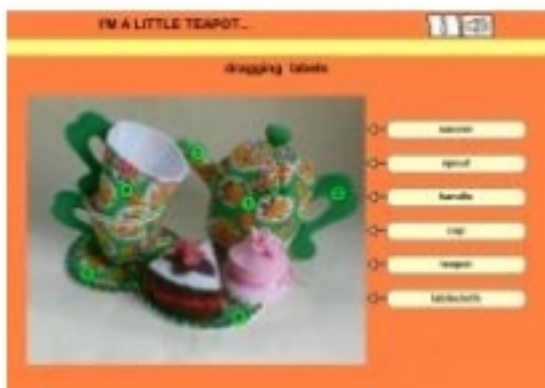 I'M A LITTLE TEAPOT...
dragging labels
saucer
spout
handle
cup
teapot
tablecloth